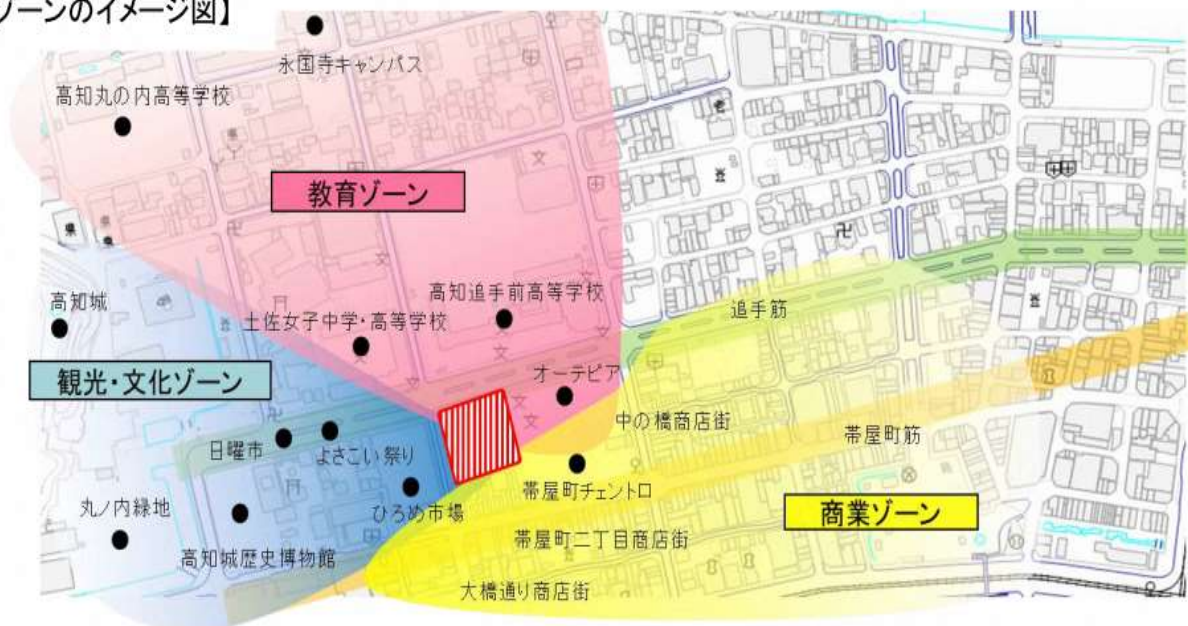 ゾーンのイメージ図】
永国寺キャンパス
高知丸の内高等学校
教育ゾーン
高知城
高知追手前高等学校
土佐女子中学・高等学校
追手筋
観光・文化ゾーン
オーテピア
中の橋商店街
日曜市
よさこい祭り
帯屋町筋
丸ノ内緑地
ひろめ市場
帯屋町チェントロ
商業ゾーン
高知城歴史博物館
帯屋町二丁目商店街
大橋通り商店街